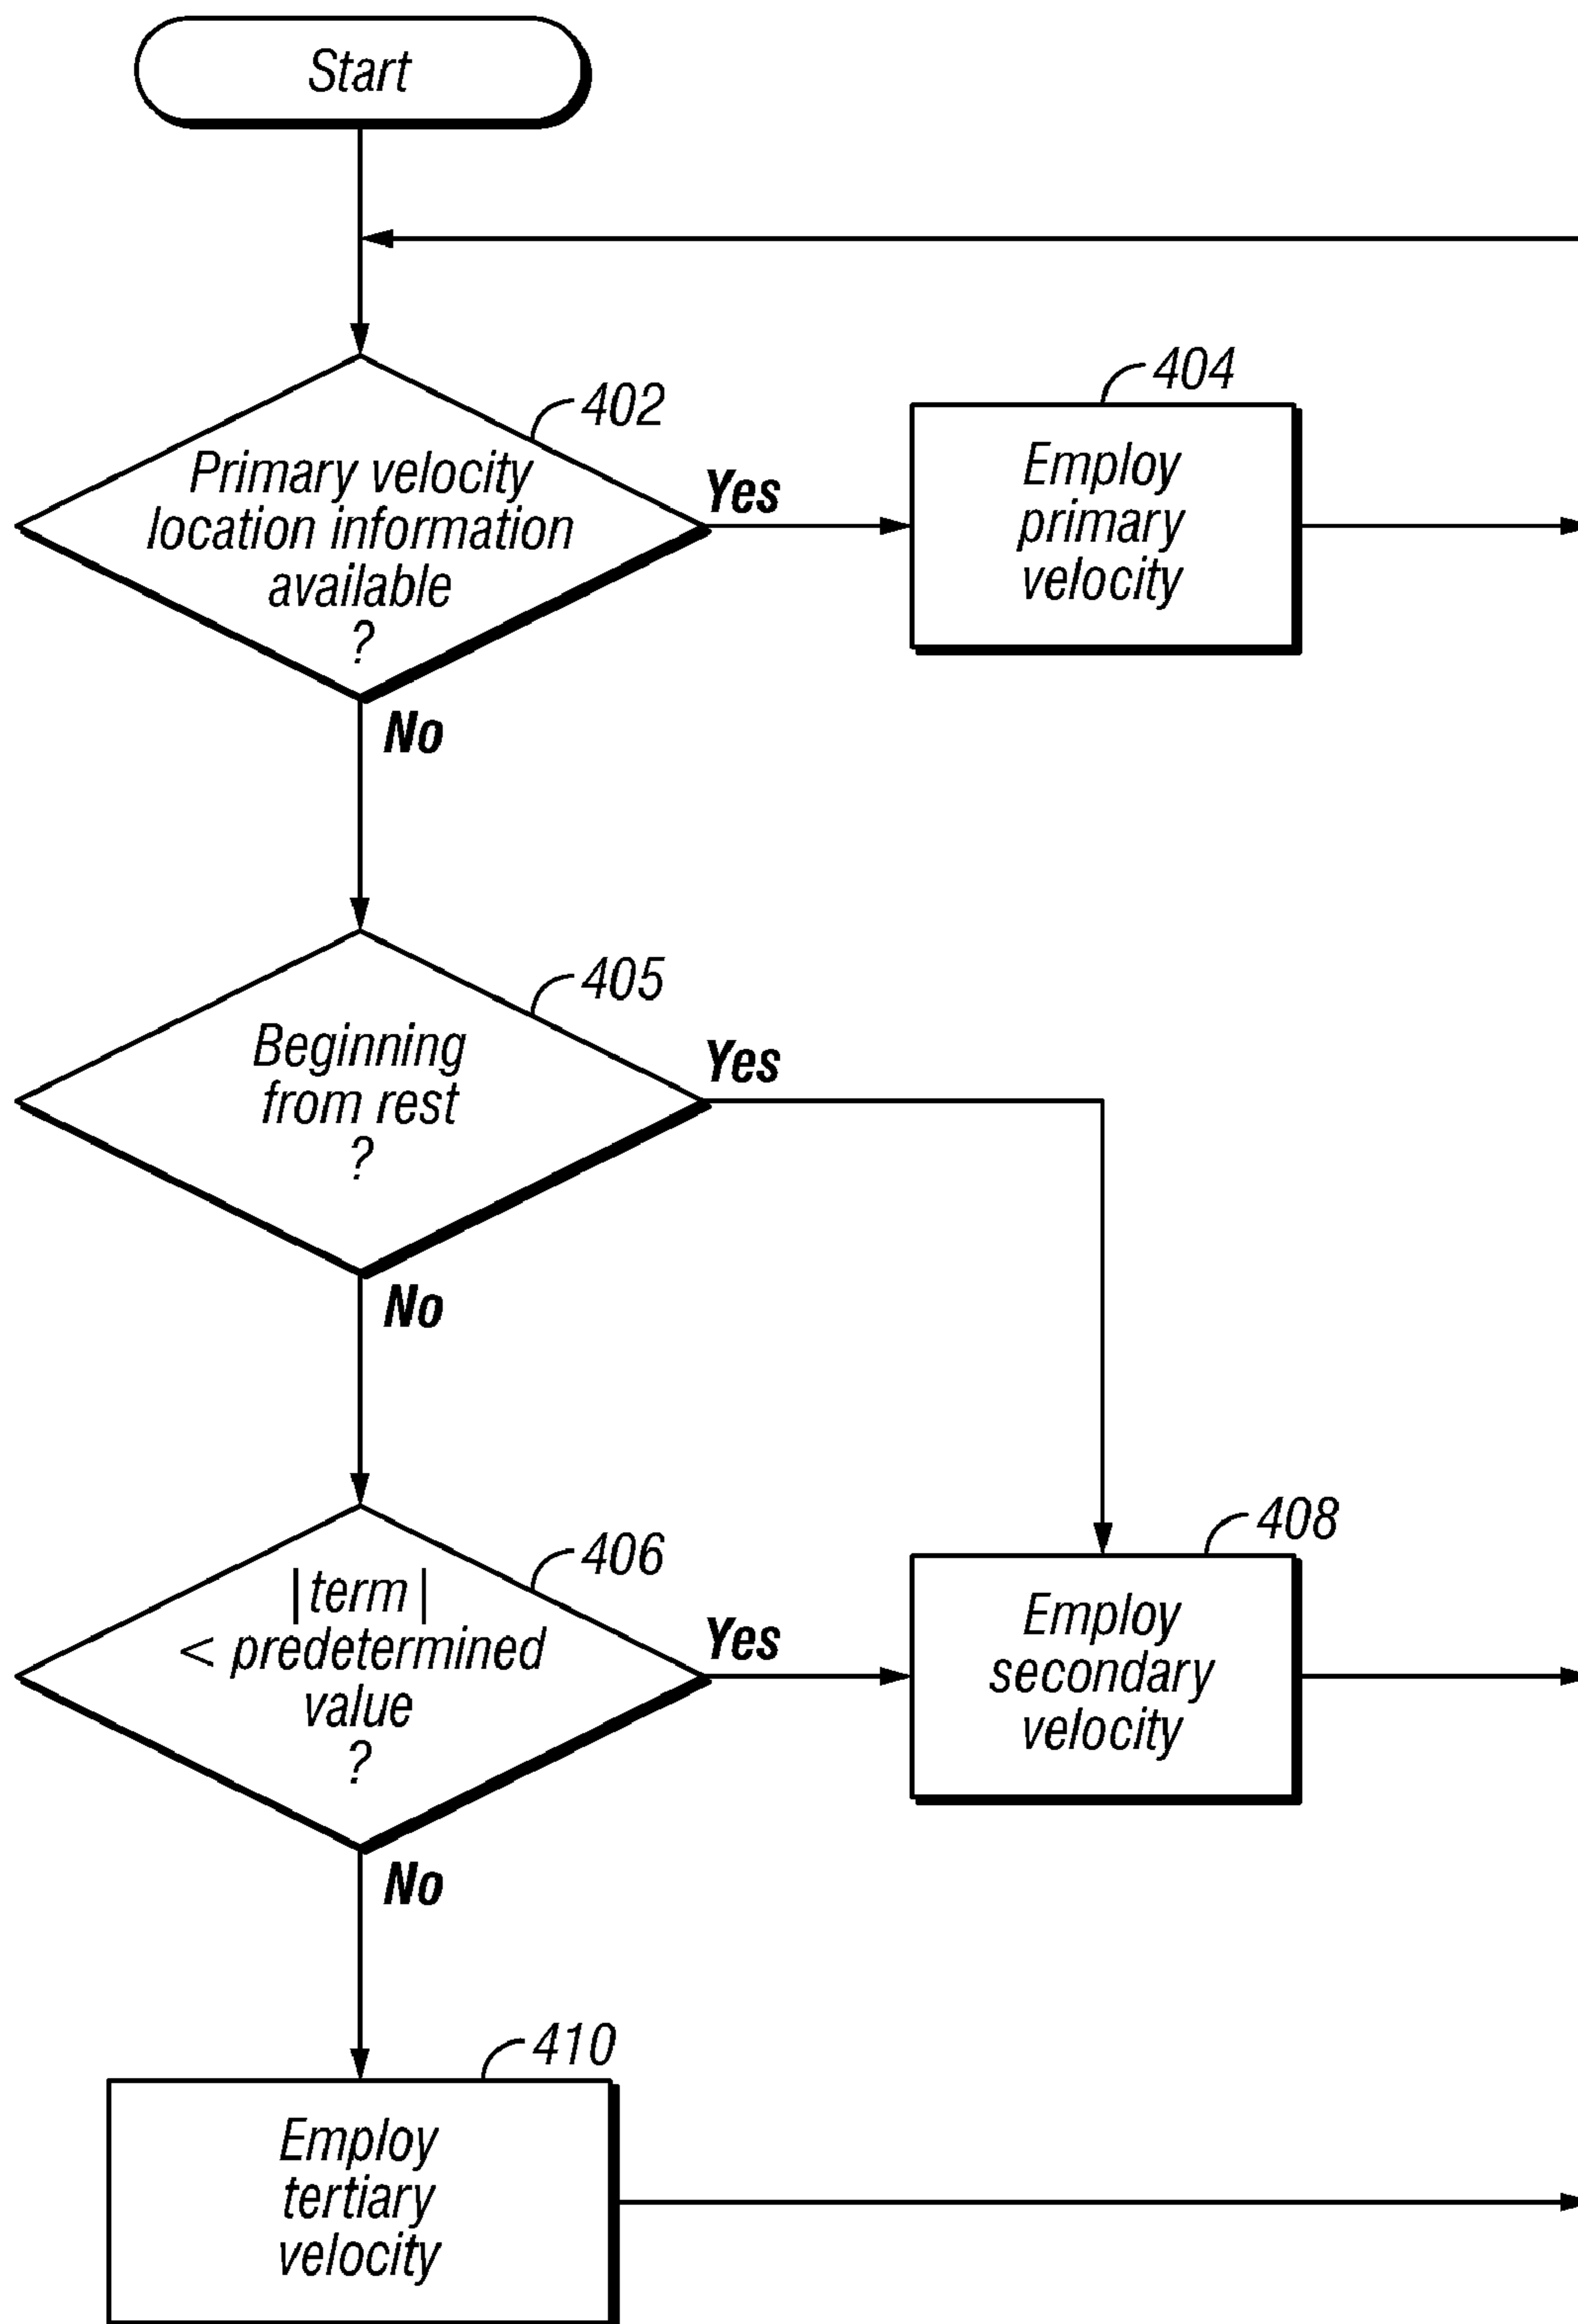 Start
402
Primary velocity
location information
available
?
Yes
No
404
Employ
primary
velocity
405
Beginning
from rest
?
Yes
No
406
|term|
< predetermined
value
?
Yes
No
408
Employ
secondary
velocity
410
Employ
tertiary
velocity